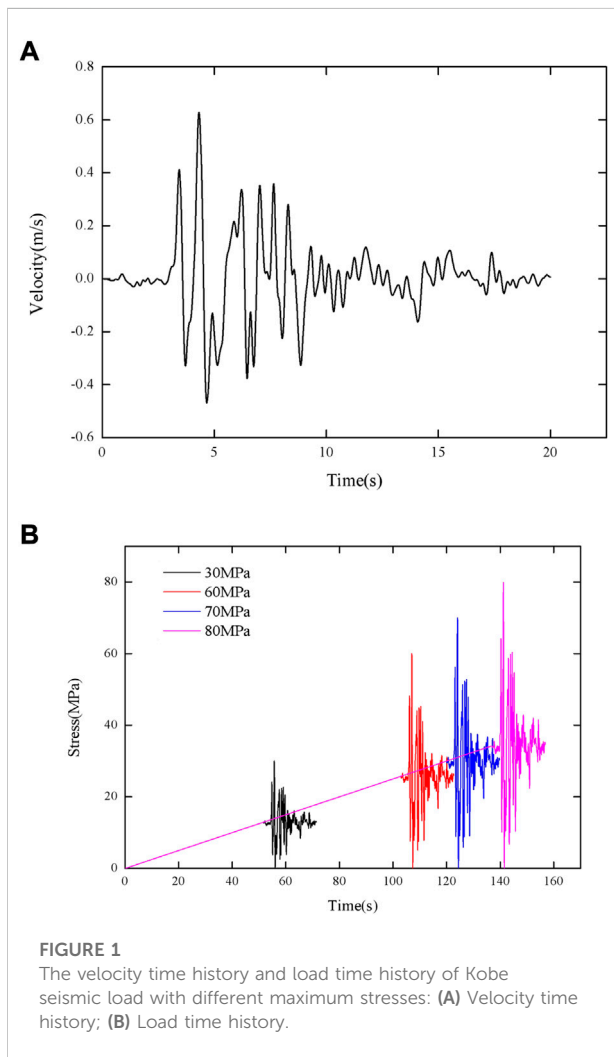 A
0.8
0.6
0.4
0.2
0.0
-0.2
-0.4
-0.6
Velocity(m/s)
0 5 10 15 20
Time(s)
B
30MPa
60MPa
70MPa
80MPa
80
60
40
20
0
Stress(MPa)
0 20 40 60 80 100 120 140 160
Time(s)
FIGURE 1
The velocity time history and load time history of Kobe
seismic load with different maximum stresses: (A) Velocity time
history; (B) Load time history.